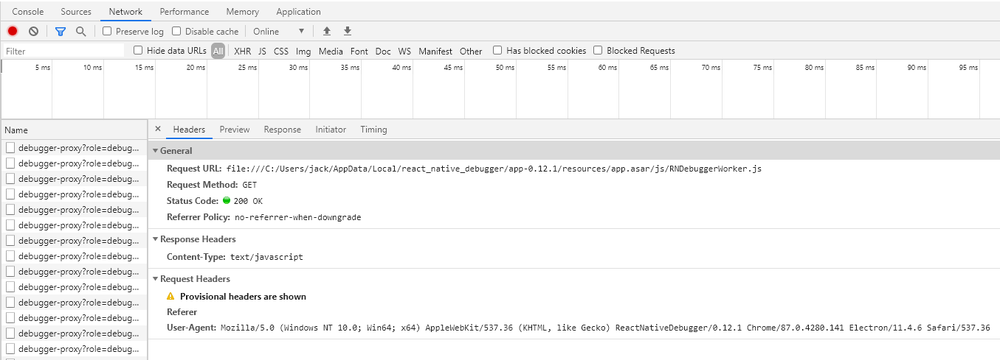 Console Sources Network Performance Memory Application
Preserve log Disable cache Online
Filter Hide data URLs All XHR JS CSS Img Media Font Doc WS Manifest Other Has blocked cookies Blocked Requests
5 ms 10 ms 15 ms 20 ms 25 ms 30 ms 35 ms 40 ms 45 ms 50 ms 55 ms 60 ms 65 ms 70 ms 75 ms 80 ms 85 ms 90 ms 95 ms
Name
debugger-proxy?role=debug...
debugger-proxy?role=debug...
debugger-proxy?role=debug...
debugger-proxy?role=debug...
debugger-proxy?role=debug...
debugger-proxy?role=debug...
debugger-proxy?role=debug...
debugger-proxy?role=debug...
debugger-proxy?role=debug...
debugger-proxy?role=debug...
debugger-proxy?role=debug...
debugger-proxy?role=debug...
debugger-proxy?role=debug...
debugger-proxy?role=debug...
× Headers Preview Response Initiator Timing
General
Request URL: file:///C:/Users/jack/AppData/Local/react_native_debugger/app-0.12.1/resources/app.asar/js/RNDebuggerWorker.js
Request Method: GET
Status Code: 200 OK
Referrer Policy: no-referrer-when-downgrade
Response Headers
Content-Type: text/javascript
Request Headers
Provisional headers are shown
Referer
User-Agent: Mozilla/5.0 (Windows NT 10.0; Win64; x64) AppleWebKit/537.36 (KHTML, like Gecko) ReactNativeDebugger/0.12.1 Chrome/87.0.4280.141 Electron/11.4.6 Safari/537.36